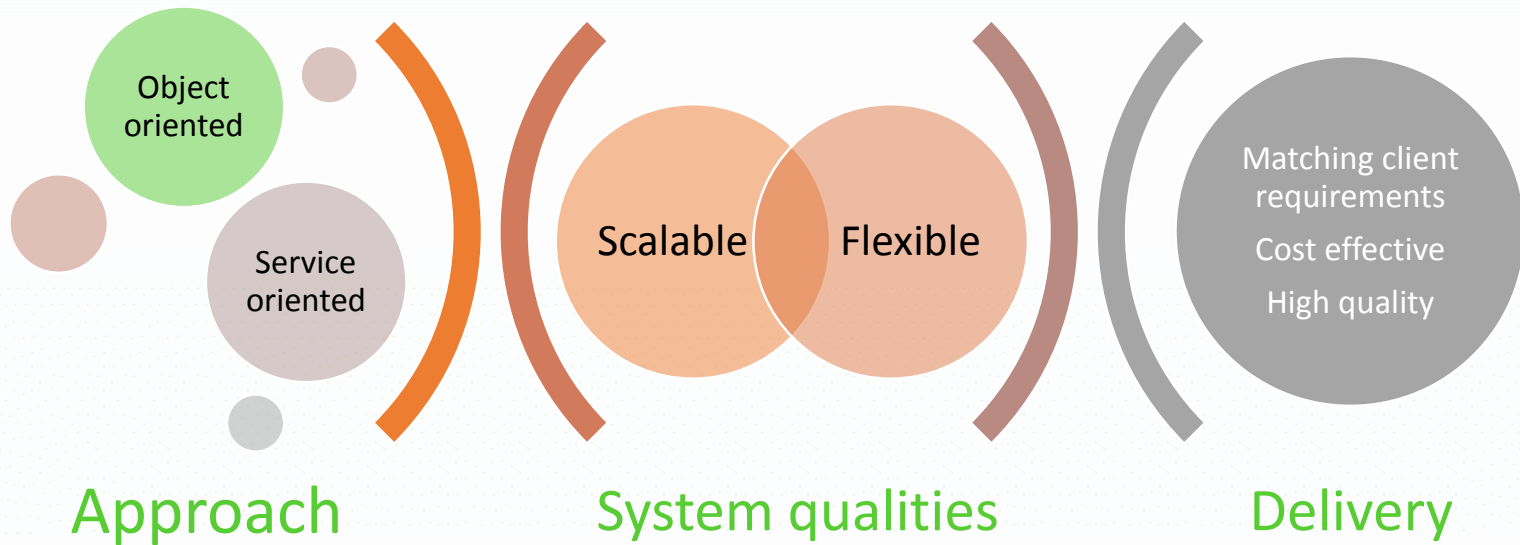 Object
oriented
Service
oriented
Approach
Scalable
Flexible
System qualities
Matching client
requirements
Cost effective
High quality
Delivery